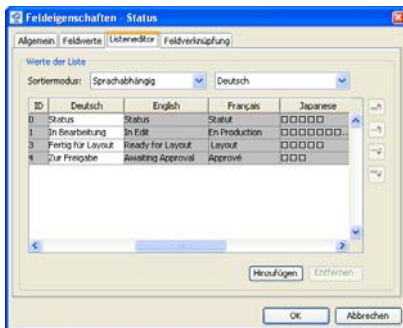 Feldeigenschaften - Status
Allgemein Feldwerte Listeneditor Feldverknüpfung
Werte der Liste
Sortiermodus: Sprachabhängig Deutsch
ID Deutsch English Français Japanese
0 Status Status Statut □□□□□
1 In Bearbeitung In Edit En Production □□□□□□□...
3 Fertig für Layout Ready for Layout Layout □□□□
4 Zur Freigabe Awaiting Approval Approuvé □□□
Hinzufügen Entfernen
OK Abbrechen